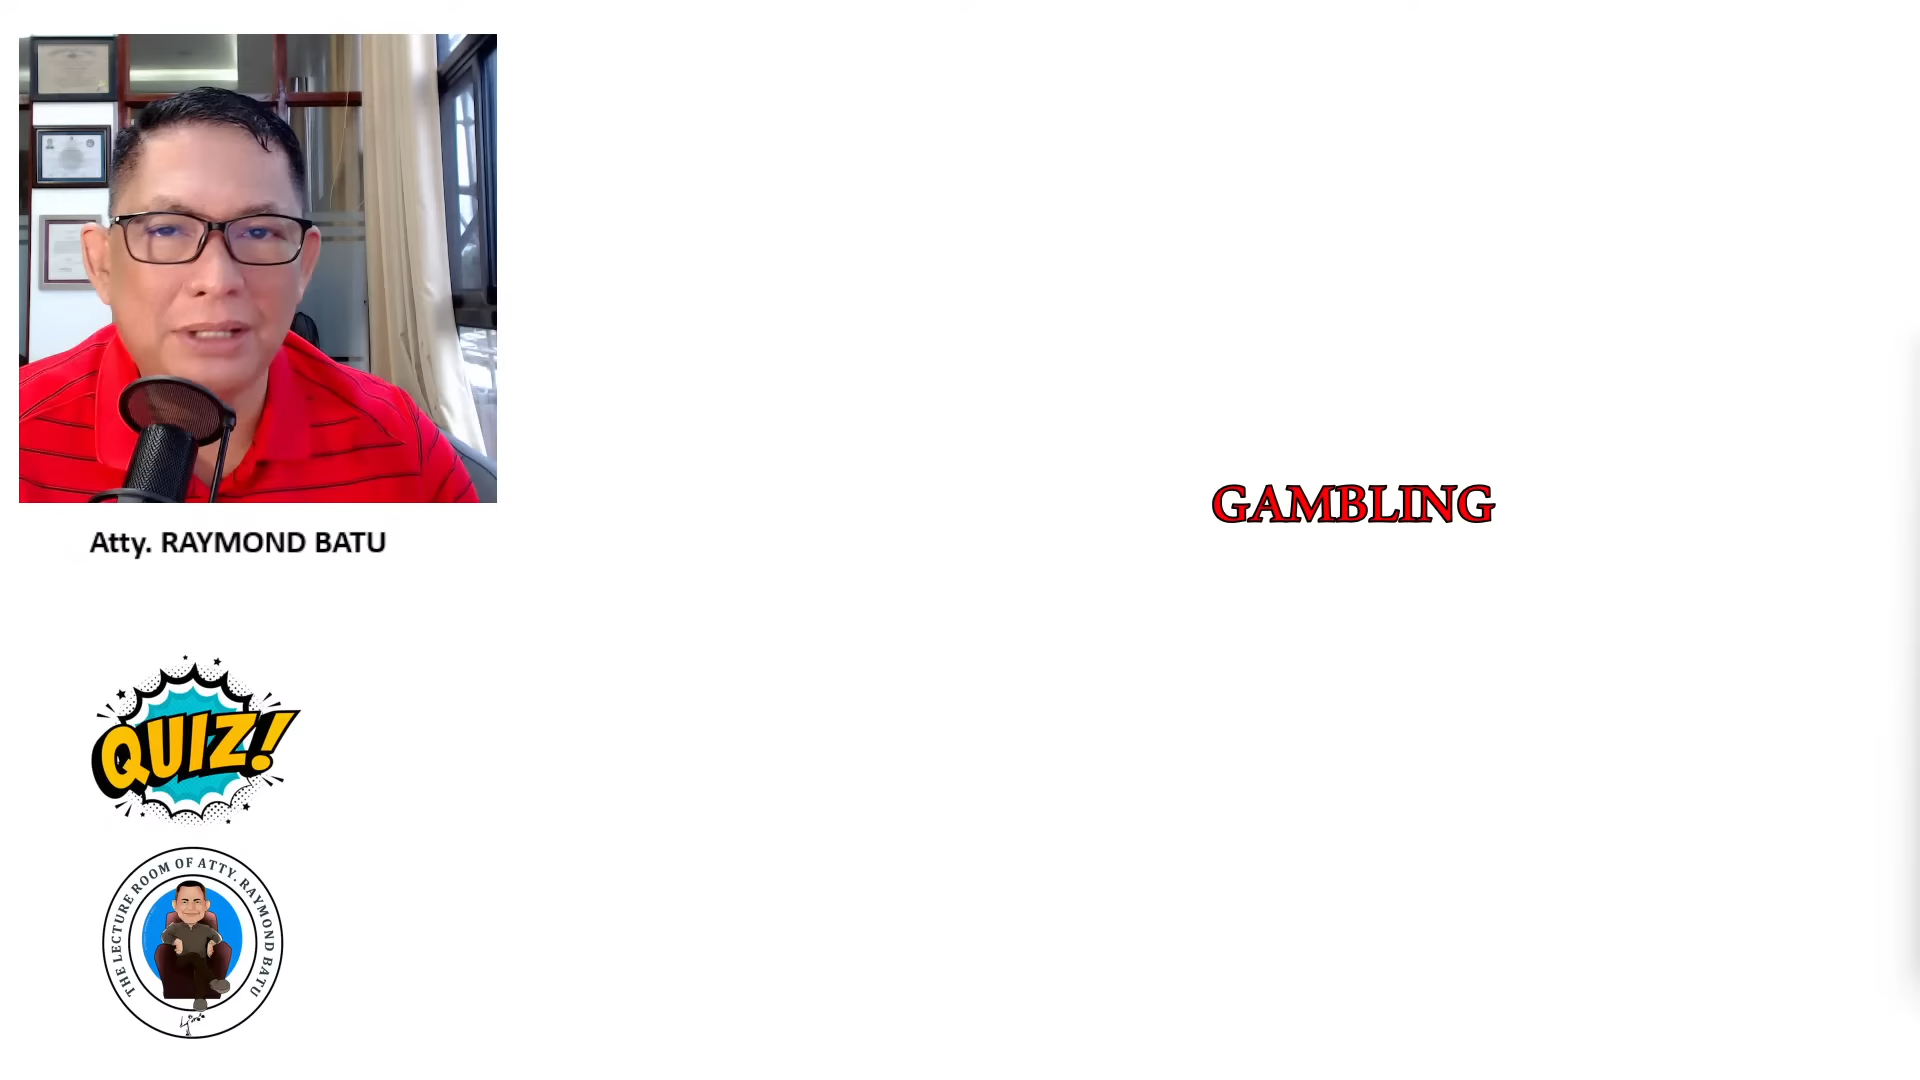 Atty. RAYMOND BATU
GAMBLING
QUIZ!
THE LECTURE ROOM OF ATTY. RAYMOND BATU